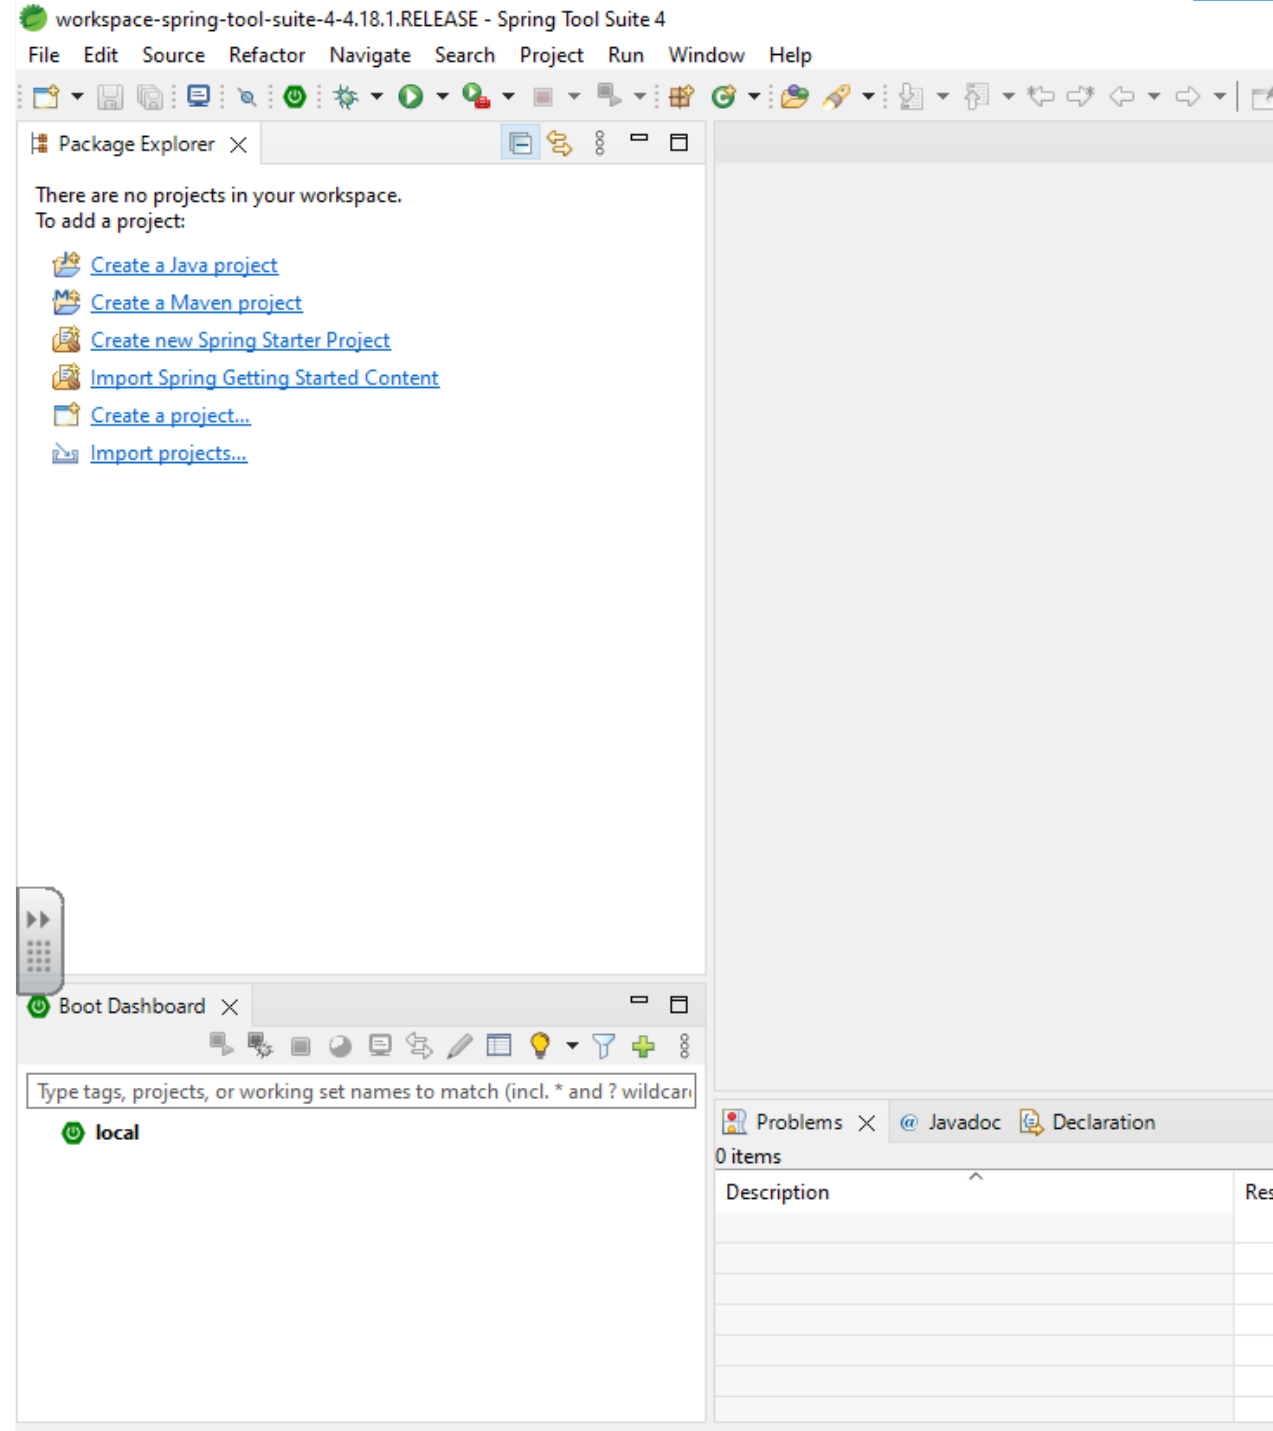 workspace-spring-tool-suite-4-4.18.1.RELEASE - Spring Tool Suite 4
File Edit Source Refactor Navigate Search Project Run Window Help
Package Explorer
There are no projects in your workspace.
To add a project:
Create a Java project
Create a Maven project
Create new Spring Starter Project
Import Spring Getting Started Content
Create a project...
Import projects...
Boot Dashboard
Type tags, projects, or working set names to match (incl. * and ? wildcar
local
Problems @ Javadoc Declaration
0 items
Description Res